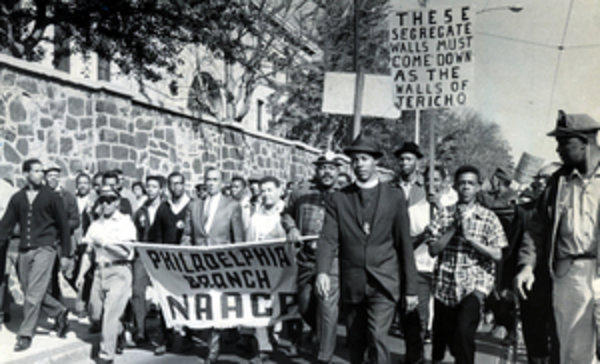 THESE
SEGREGATE
WALLS MUST
COME DOWN
AS THE
WALLS OF
JERICHO
PHILADELPHIA
BRANCH
NAACP